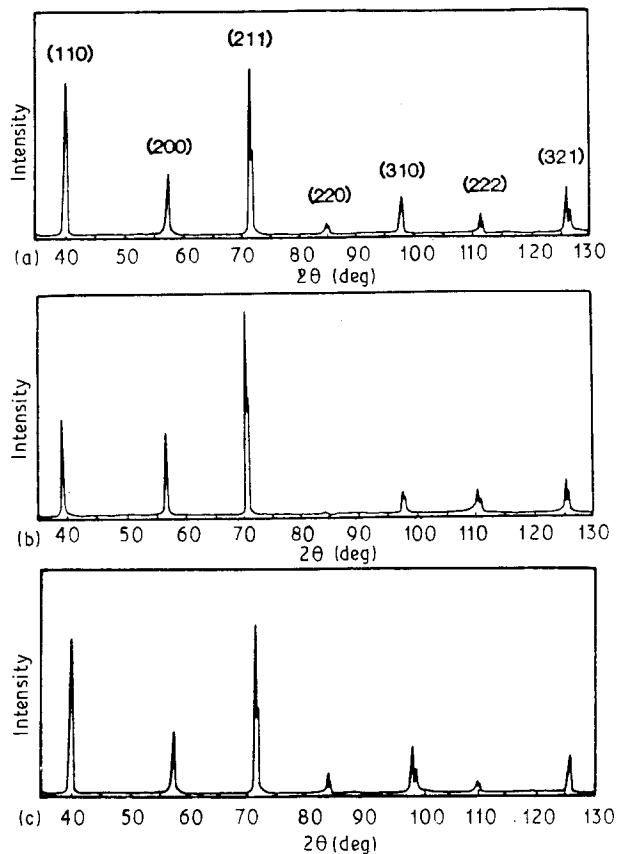 (110)
(200)
(211)
(220)
(310)
(222)
(321)
Intensity
(a) 40 50 60 70 80 90 100 110 120 130
2θ (deg)
Intensity
(b) 40 50 60 70 80 90 100 110 120 130
2θ (deg)
Intensity
(c) 40 50 60 70 80 90 100 110 120 130
2θ (deg)